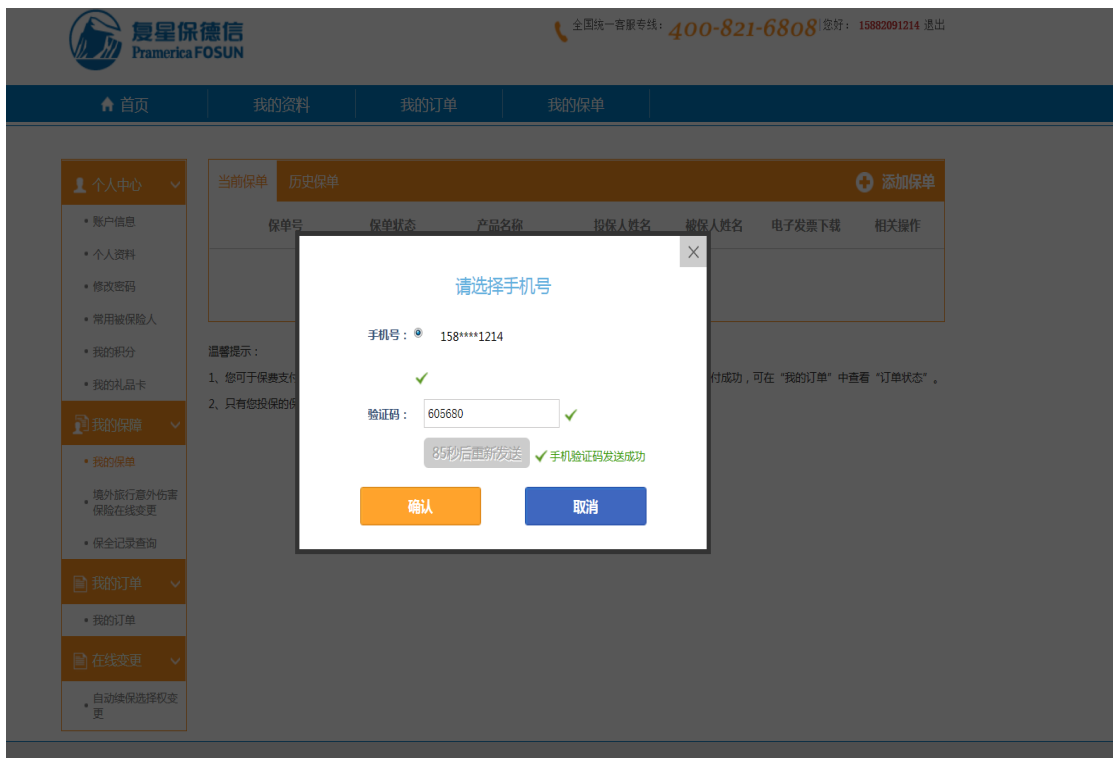 复星保德信
Pramerica FOSUN
全国统一客服专线：400-821-6808 您好：15882091214 退出
首页 我的资料 我的订单 我的保单
个人中心
• 账户信息
• 个人资料
• 修改密码
• 常用被保险人
• 我的积分
• 我的礼品卡
我的保障
• 我的保单
• 境外旅行意外伤害
保险在线变更
• 保全记录查询
我的订单
• 我的订单
在线变更
• 自动续保选择权变
更
当前保单 历史保单 添加保单
保单号 保单状态 产品名称 投保人姓名 被保人姓名 电子发票下载 相关操作
温馨提示：
1、您可于保费支付
付成功，可在“我的订单”中查看“订单状态”。
2、只有您投保的保
X
请选择手机号
手机号： 158****1214
验证码： 605680
85秒后重新发送 手机验证码发送成功
确认 取消